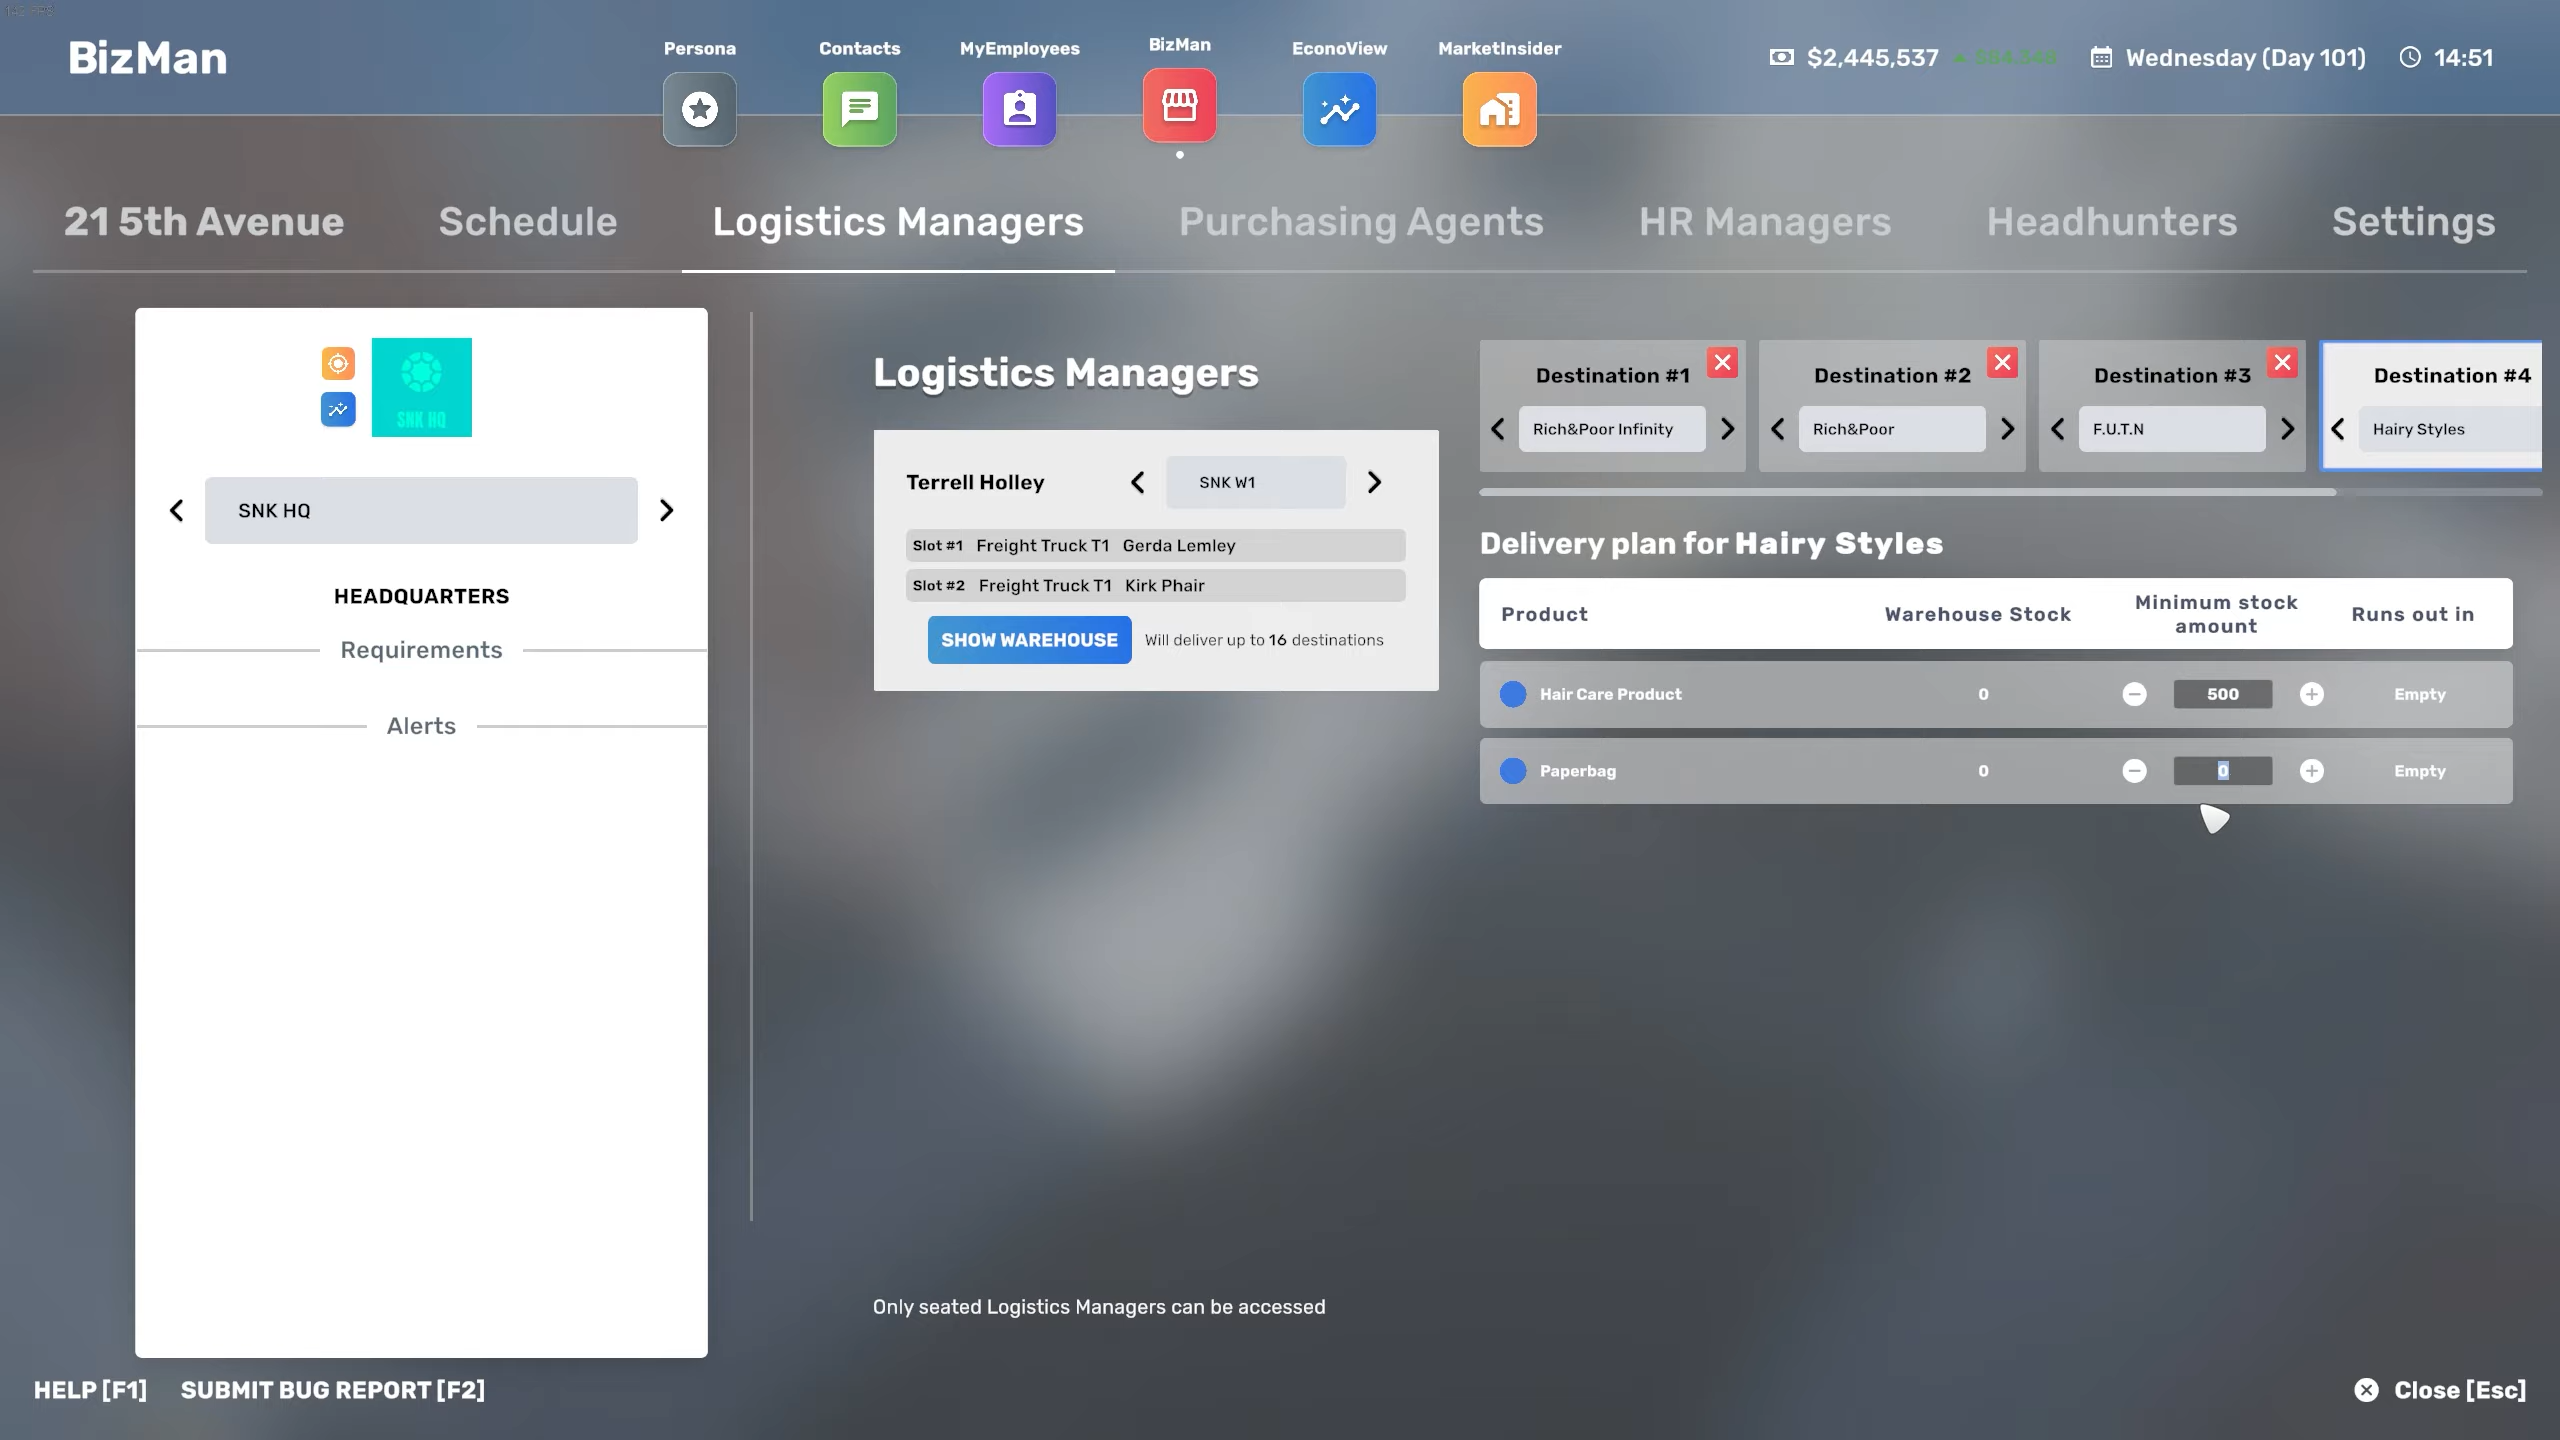 BizMan
Persona
Contacts
MyEmployees
BizMan
EconoView
MarketInsider
$2,445,537
Wednesday (Day 101)
14:51
21 5th Avenue
Schedule
Logistics Managers
Purchasing Agents
HR Managers
Headhunters
Settings
SNK HQ
SNK HQ
HEADQUARTERS
Requirements
Alerts
Logistics Managers
Terrell Holley
SNK W1
Slot #1 Freight Truck T1 Gerda Lemley
Slot #2 Freight Truck T1 Kirk Phair
SHOW WAREHOUSE
Will deliver up to 16 destinations
Only seated Logistics Managers can be accessed
Destination #1
Rich&Poor Infinity
Destination #2
Rich&Poor
Destination #3
F.U.T.N
Destination #4
Hairy Styles
Delivery plan for Hairy Styles
Product
Warehouse Stock
Minimum stock
amount
Runs out in
Hair Care Product
0
500
Empty
Paperbag
0
0
Empty
HELP [F1]
SUBMIT BUG REPORT [F2]
Close [Esc]